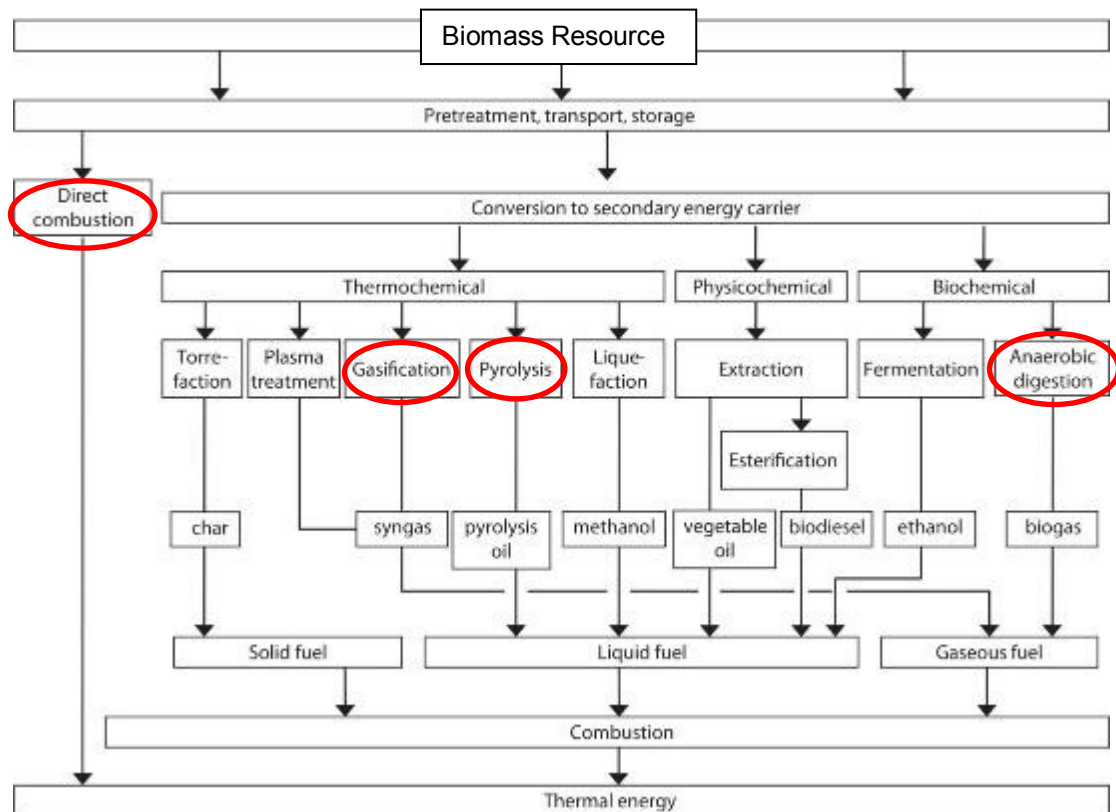 Biomass Resource
Pretreatment, transport, storage
Direct
combustion
Conversion to secondary energy carrier
Thermochemical
Physicochemical
Biochemical
Torre-
faction
Plasma
treatment
Gasification
Pyrolysis
Lique-
faction
Extraction
Fermentation
Anaerobic
digestion
Esterification
char
syngas
pyrolysis
oil
methanol
vegetable
oil
biodiesel
ethanol
biogas
Solid fuel
Liquid fuel
Gaseous fuel
Combustion
Thermal energy